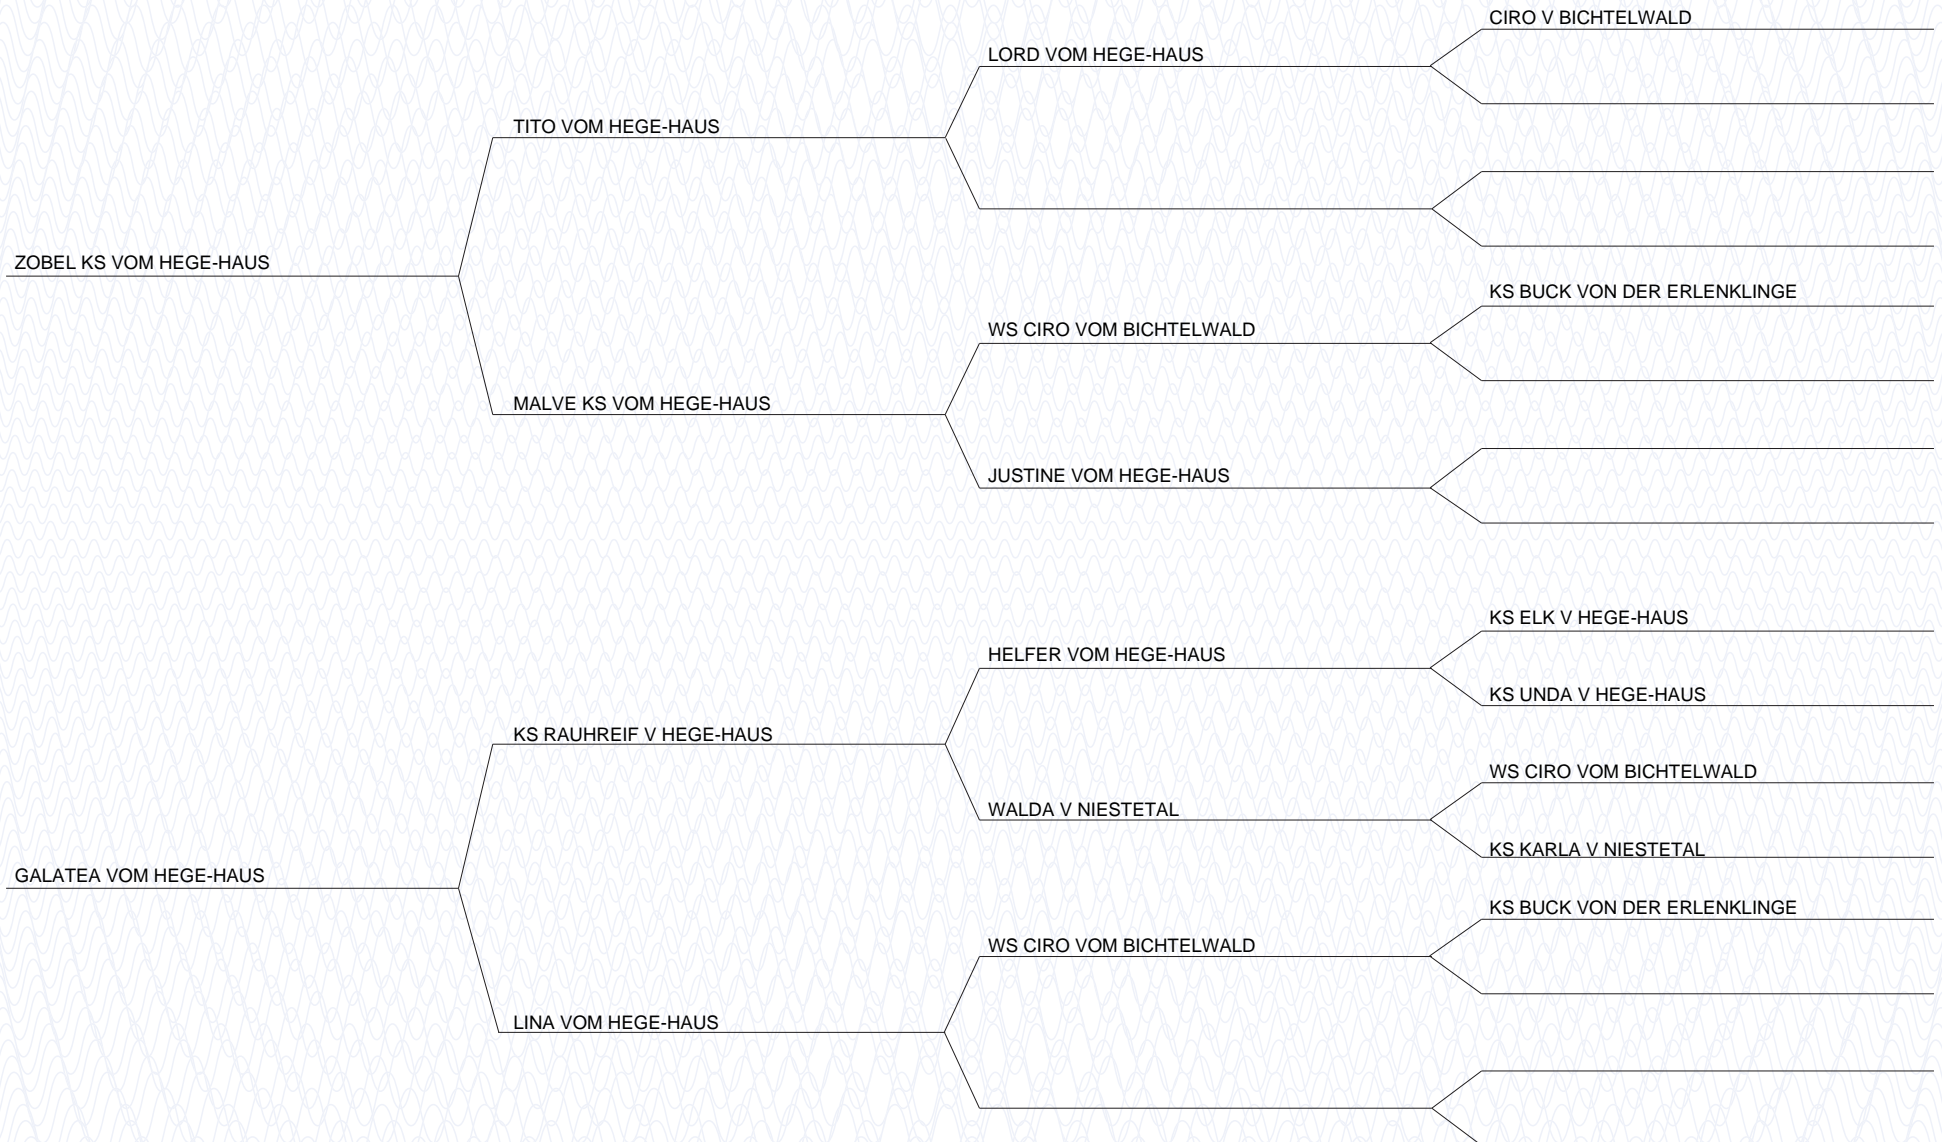 CIRO V BICHTELWALD
LORD VOM HEGE-HAUS
TITO VOM HEGE-HAUS
ZOBEL KS VOM HEGE-HAUS
KS BUCK VON DER ERLENKLINGE
WS CIRO VOM BICHTELWALD
MALVE KS VOM HEGE-HAUS
JUSTINE VOM HEGE-HAUS
KS ELK V HEGE-HAUS
HELFER VOM HEGE-HAUS
KS UNDA V HEGE-HAUS
KS RAUHREIF V HEGE-HAUS
WS CIRO VOM BICHTELWALD
WALDA V NIESTETAL
KS KARLA V NIESTETAL
GALATEA VOM HEGE-HAUS
KS BUCK VON DER ERLENKLINGE
WS CIRO VOM BICHTELWALD
LINA VOM HEGE-HAUS